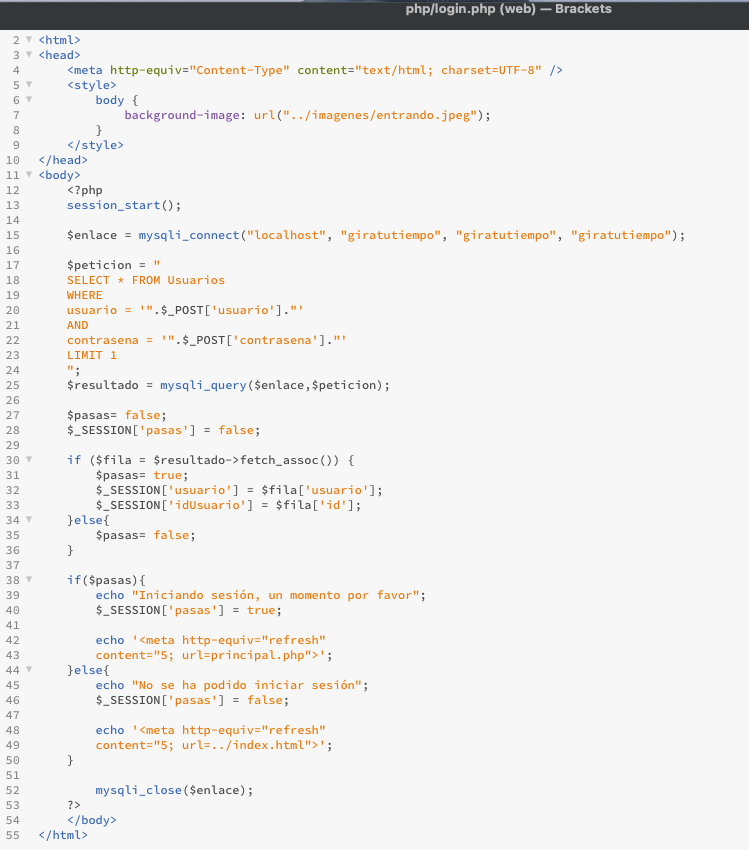 php/login.php (web) — Brackets
2 <html>
3 <head>
4 <meta http-equiv="Content-Type" content="text/html; charset=UTF-8" />
5 <style>
6 body {
7 background-image: url("../imagenes/entrando.jpeg");
8 }
9 </style>
10 </head>
11 <body>
12 <?php
13 session_start();
14
15 $enlace = mysqli_connect("localhost", "giratutiempo", "giratutiempo", "giratutiempo");
16
17 $peticion = "
18 SELECT * FROM Usuarios
19 WHERE
20 usuario = '".$_POST['usuario']."'
21 AND
22 contrasena = '".$_POST['contrasena']."'
23 LIMIT 1
24 ";
25 $resultado = mysqli_query($enlace,$peticion);
26
27 $pasas= false;
28 $_SESSION['pasas'] = false;
29
30 if ($fila = $resultado->fetch_assoc()) {
31 $pasas= true;
32 $_SESSION['usuario'] = $fila['usuario'];
33 $_SESSION['idUsuario'] = $fila['id'];
34 }else{
35 $pasas= false;
36 }
37
38 if($pasas){
39 echo "Iniciando sesión, un momento por favor";
40 $_SESSION['pasas'] = true;
41
42 echo '<meta http-equiv="refresh"
43 content="5; url=principal.php">';
44 }else{
45 echo "No se ha podido iniciar sesión";
46 $_SESSION['pasas'] = false;
47
48 echo '<meta http-equiv="refresh"
49 content="5; url=../index.html">';
50 }
51
52 mysqli_close($enlace);
53 ?>
54 </body>
55 </html>